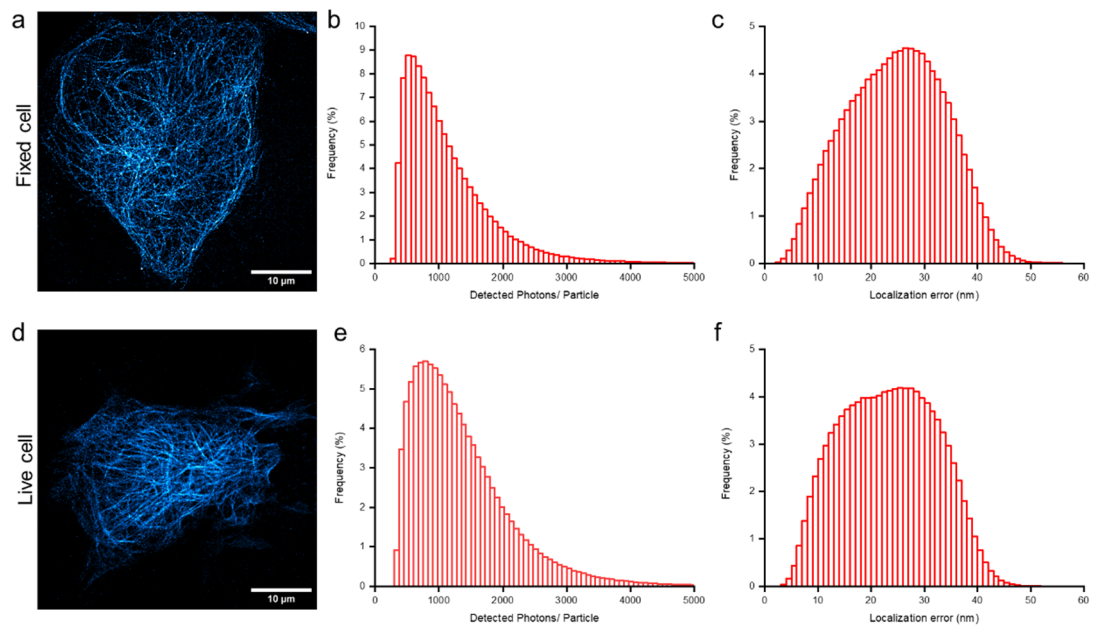 a
Fixed cell
10 µm
b
10
9
8
7
6
5
4
3
2
1
0
Frequency (%)
0 1000 2000 3000 4000 5000
Detected Photons/ Particle
c
5
4
3
2
1
0
Frequency (%)
0 10 20 30 40 50 60
Localization error (nm)
d
Live cell
10 µm
e
6
5
4
3
2
1
0
Frequency (%)
0 1000 2000 3000 4000 5000
Detected Photons/ Particle
f
5
4
3
2
1
0
Frequency (%)
0 10 20 30 40 50 60
Localization error (nm)